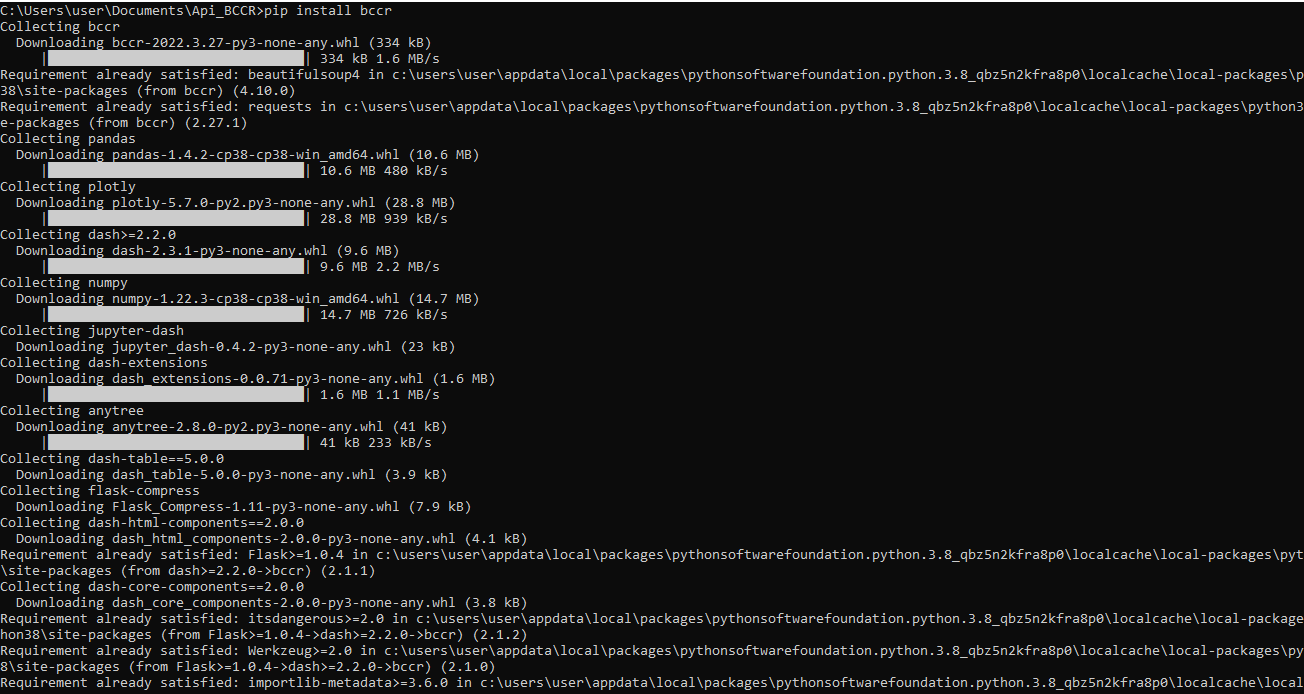 C:\Users\user\Documents\Api_BCCR>pip install bccr
Collecting bccr
  Downloading bccr-2022.3.27-py3-none-any.whl (334 kB)
     |████████████████████████████████| 334 kB 1.6 MB/s
Requirement already satisfied: beautifulsoup4 in c:\users\user\appdata\local\packages\pythonsoftwarefoundation.python.3.8_qbz5n2kfra8p0\localcache\local-packages\p
38\site-packages (from bccr) (4.10.0)
Requirement already satisfied: requests in c:\users\user\appdata\local\packages\pythonsoftwarefoundation.python.3.8_qbz5n2kfra8p0\localcache\local-packages\python3
e-packages (from bccr) (2.27.1)
Collecting pandas
  Downloading pandas-1.4.2-cp38-cp38-win_amd64.whl (10.6 MB)
     |████████████████████████████████| 10.6 MB 480 kB/s
Collecting plotly
  Downloading plotly-5.7.0-py2.py3-none-any.whl (28.8 MB)
     |████████████████████████████████| 28.8 MB 939 kB/s
Collecting dash>=2.2.0
  Downloading dash-2.3.1-py3-none-any.whl (9.6 MB)
     |████████████████████████████████| 9.6 MB 2.2 MB/s
Collecting numpy
  Downloading numpy-1.22.3-cp38-cp38-win_amd64.whl (14.7 MB)
     |████████████████████████████████| 14.7 MB 726 kB/s
Collecting jupyter-dash
  Downloading jupyter_dash-0.4.2-py3-none-any.whl (23 kB)
Collecting dash-extensions
  Downloading dash_extensions-0.0.71-py3-none-any.whl (1.6 MB)
     |████████████████████████████████| 1.6 MB 1.1 MB/s
Collecting anytree
  Downloading anytree-2.8.0-py2.py3-none-any.whl (41 kB)
     |████████████████████████████████| 41 kB 233 kB/s
Collecting dash-table==5.0.0
  Downloading dash_table-5.0.0-py3-none-any.whl (3.9 kB)
Collecting flask-compress
  Downloading Flask_Compress-1.11-py3-none-any.whl (7.9 kB)
Collecting dash-html-components==2.0.0
  Downloading dash_html_components-2.0.0-py3-none-any.whl (4.1 kB)
Requirement already satisfied: Flask>=1.0.4 in c:\users\user\appdata\local\packages\pythonsoftwarefoundation.python.3.8_qbz5n2kfra8p0\localcache\local-packages\pyt
\site-packages (from dash>=2.2.0->bccr) (2.1.1)
Collecting dash-core-components==2.0.0
  Downloading dash_core_components-2.0.0-py3-none-any.whl (3.8 kB)
Requirement already satisfied: itsdangerous>=2.0 in c:\users\user\appdata\local\packages\pythonsoftwarefoundation.python.3.8_qbz5n2kfra8p0\localcache\local-package
hon38\site-packages (from Flask>=1.0.4->dash>=2.2.0->bccr) (2.1.2)
Requirement already satisfied: Werkzeug>=2.0 in c:\users\user\appdata\local\packages\pythonsoftwarefoundation.python.3.8_qbz5n2kfra8p0\localcache\local-packages\py
8\site-packages (from Flask>=1.0.4->dash>=2.2.0->bccr) (2.1.0)
Requirement already satisfied: importlib-metadata>=3.6.0 in c:\users\user\appdata\local\packages\pythonsoftwarefoundation.python.3.8_qbz5n2kfra8p0\localcache\local